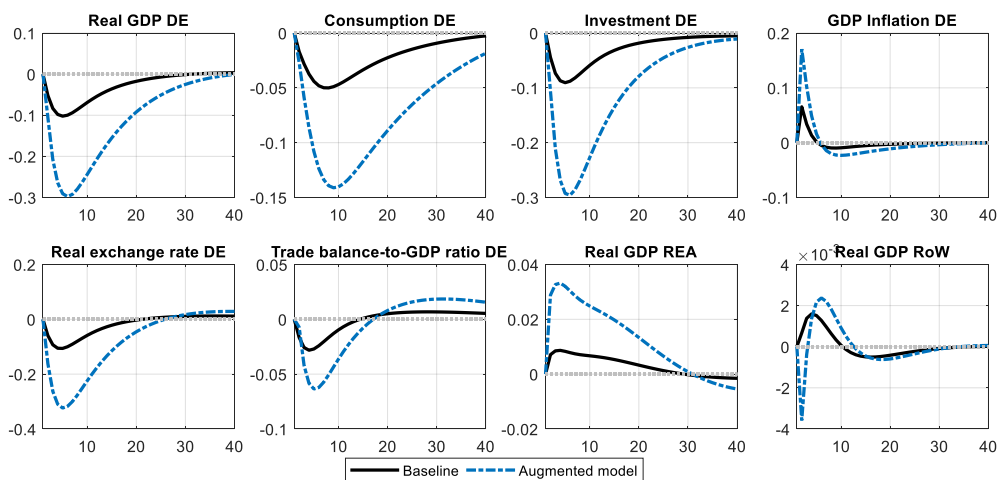 Real GDP DE
0.1
0
-0.1
-0.2
-0.3
10 20 30 40
Consumption DE
0
-0.05
-0.1
-0.15
10 20 30 40
Investment DE
0
-0.1
-0.2
-0.3
10 20 30 40
GDP Inflation DE
0.2
0.1
0
-0.1
10 20 30 40
Real exchange rate DE
0.2
0
-0.2
-0.4
10 20 30 40
Trade balance-to-GDP ratio DE
0.05
0
-0.05
-0.1
10 20 30 40
Real GDP REA
0.04
0.02
0
-0.02
10 20 30 40
×10-3
Real GDP RoW
4
2
0
-2
-4
10 20 30 40
Baseline Augmented model